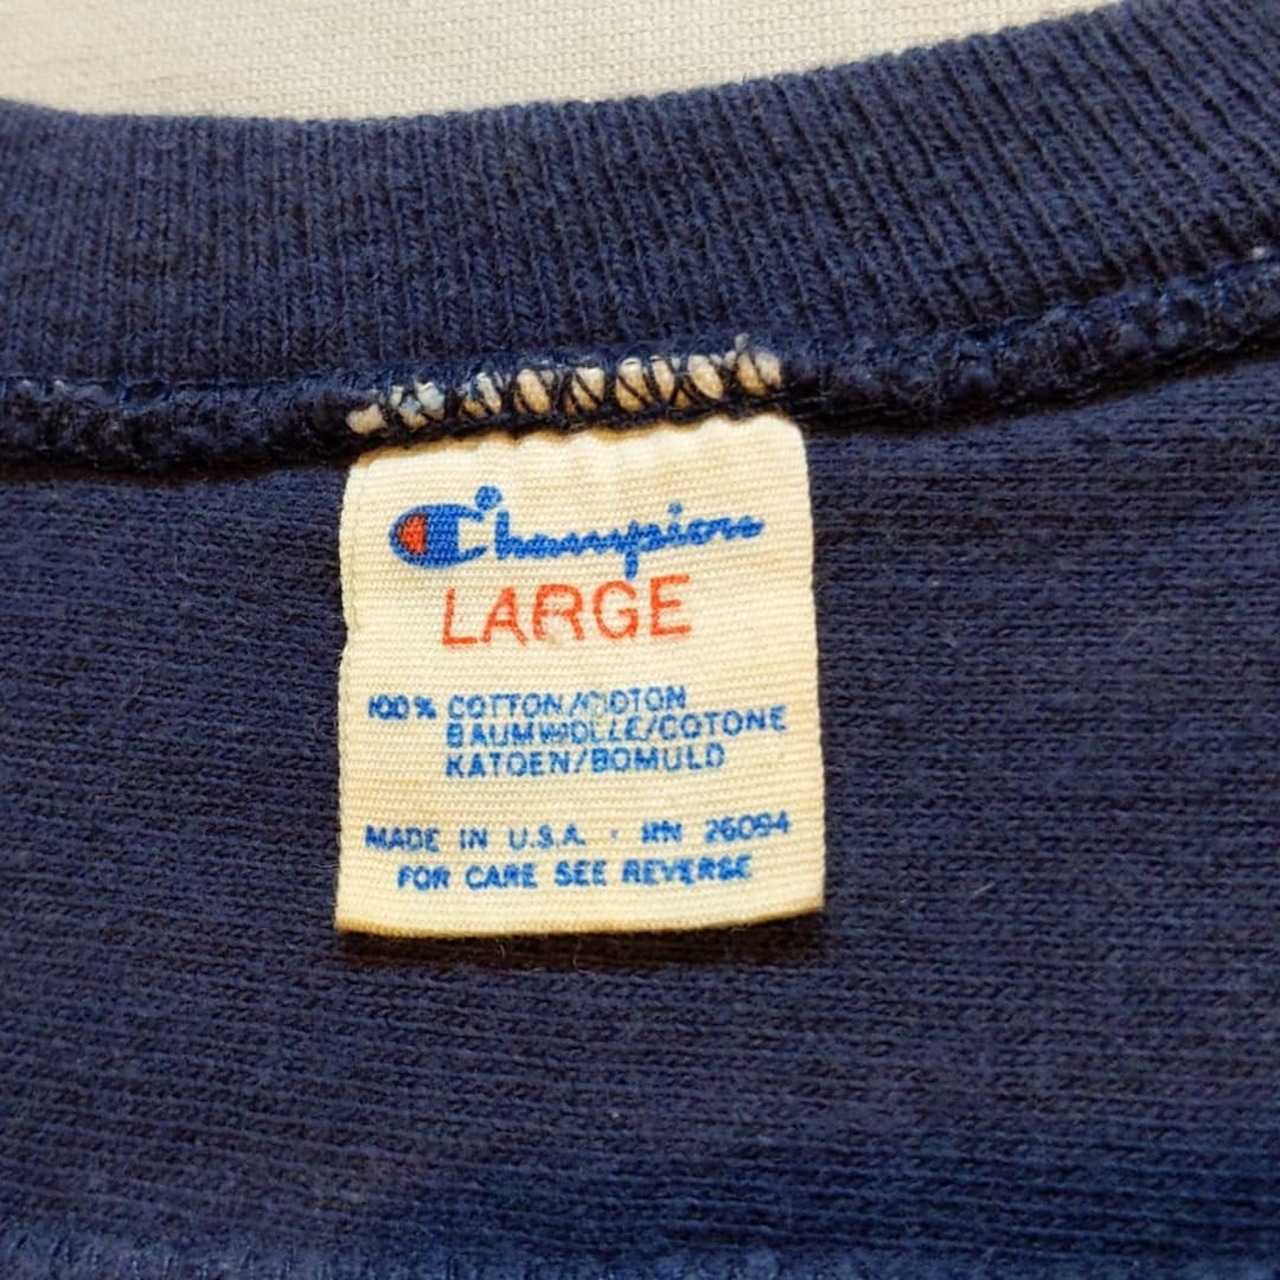 Champion
LARGE
100% COTTON/COTON
BAUMWOLLE/COTONE
KATOEN/BOMULD
MADE IN U.S.A. · RN 26094
FOR CARE SEE REVERSE